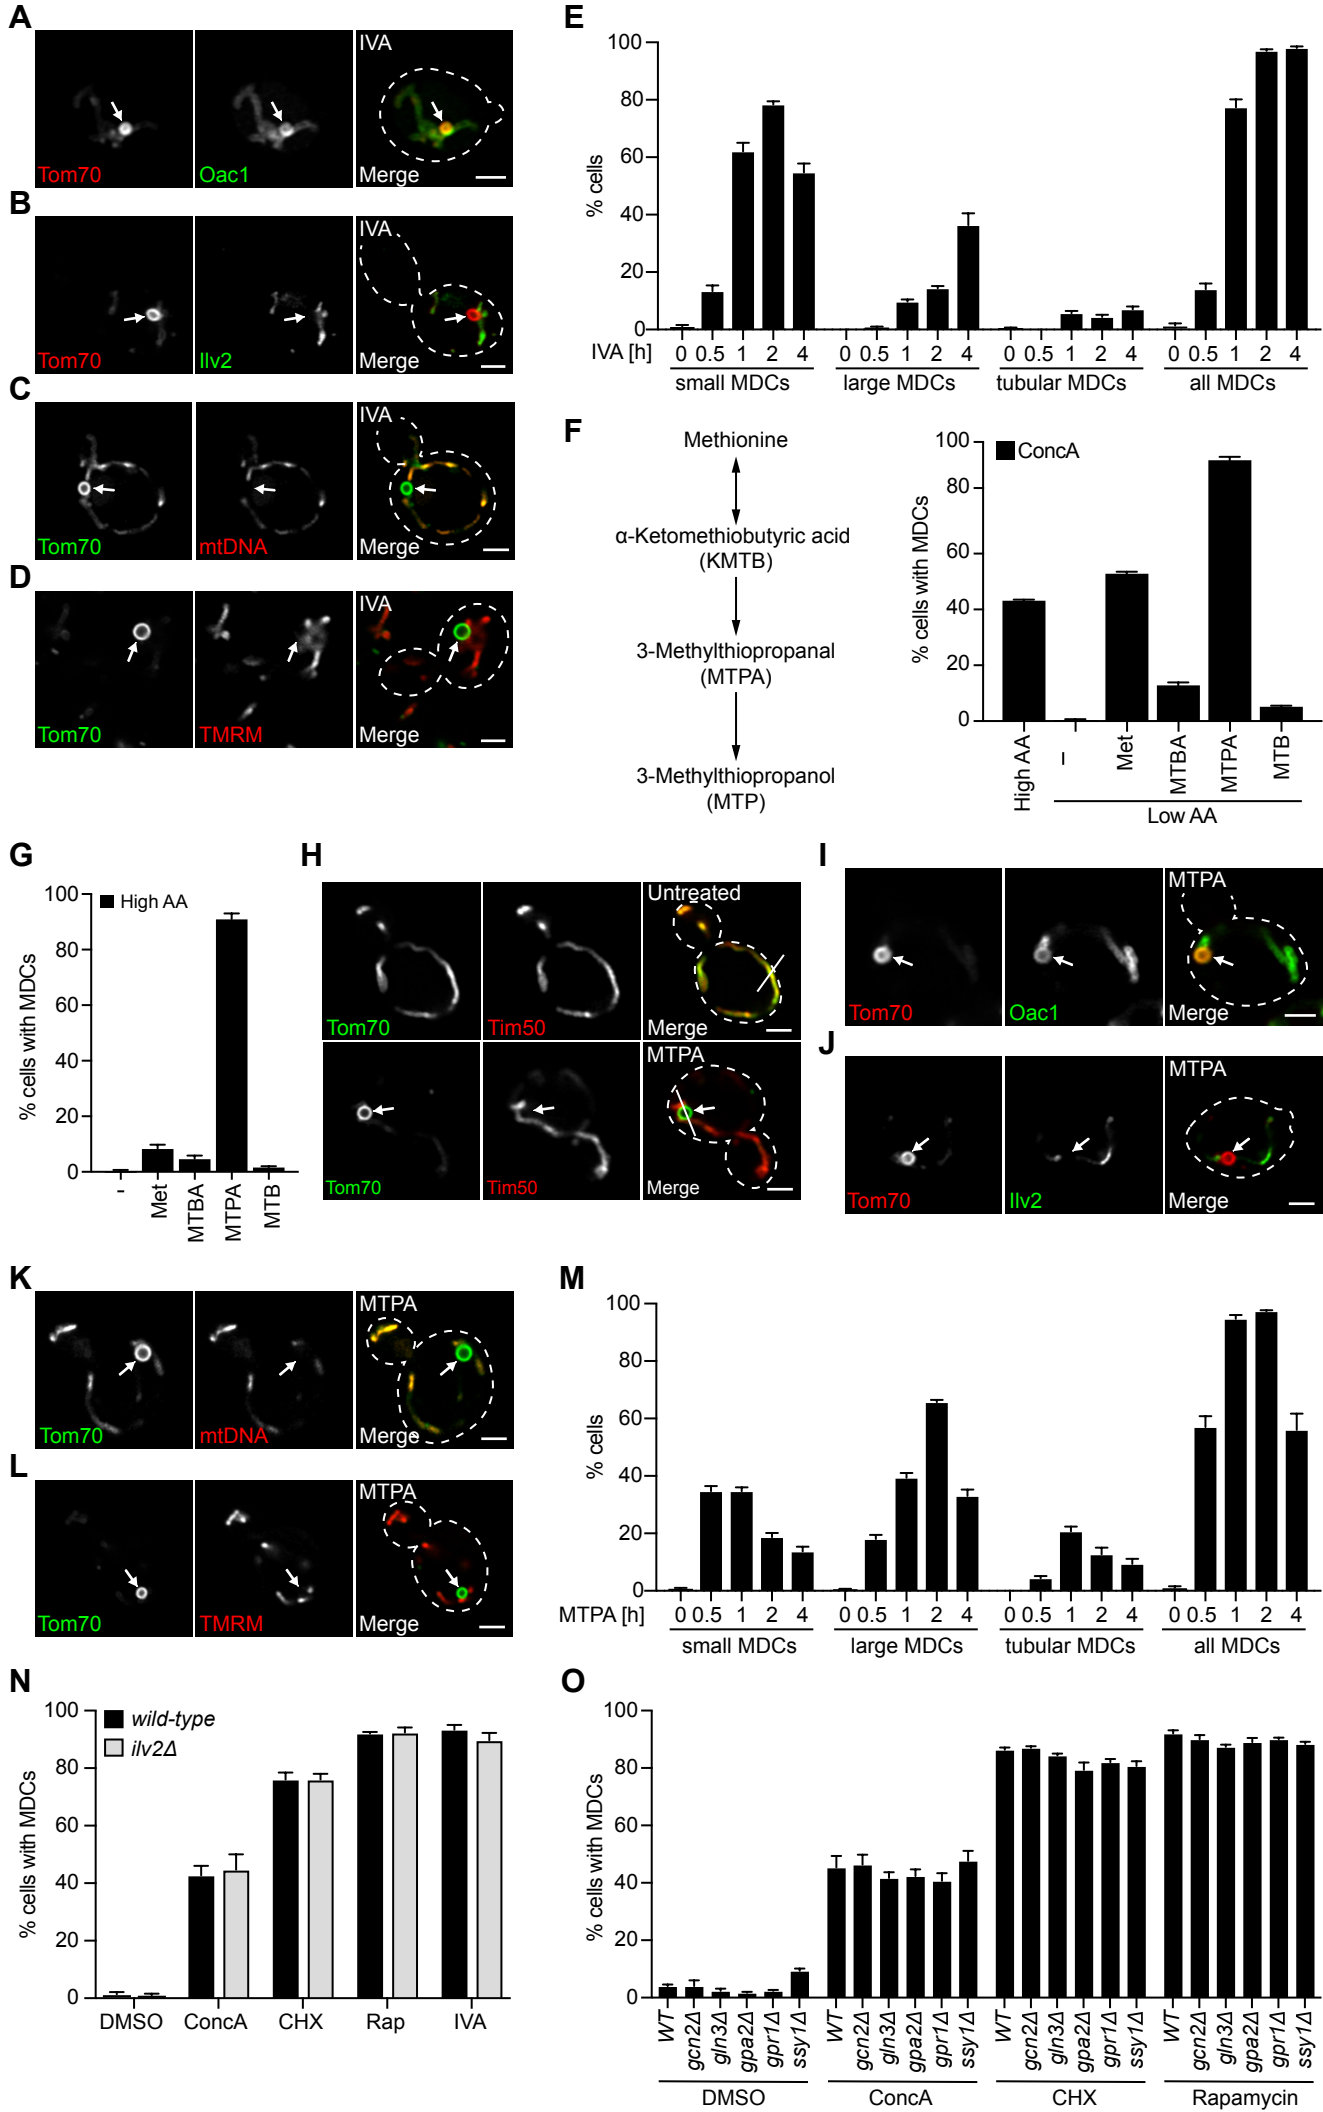 A
IVA
Tom70
Oac1
Merge
B
IVA
Tom70
Ilv2
Merge
C
IVA
Tom70
mtDNA
Merge
D
IVA
Tom70
TMRM
Merge
E
100
80
60
40
20
0
% cells
IVA [h]
0 0.5 1 2 4 0 0.5 1 2 4 0 0.5 1 2 4 0 0.5 1 2 4
small MDCs large MDCs tubular MDCs all MDCs
F
Methionine
α-Ketomethiobutyric acid
(KMTB)
3-Methylthiopropanal
(MTPA)
3-Methylthiopropanol
(MTP)
100
80
60
40
20
0
% cells with MDCs
ConcA
High AA
–
Met
MTBA
MTPA
MTB
Low AA
G
100
80
60
40
20
0
% cells with MDCs
High AA
-
Met
MTBA
MTPA
MTB
H
Untreated
Tom70
Tim50
Merge
MTPA
Tom70
Tim50
Merge
I
MTPA
Tom70
Oac1
Merge
J
MTPA
Tom70
Ilv2
Merge
K
MTPA
Tom70
mtDNA
Merge
L
MTPA
Tom70
TMRM
Merge
M
100
80
60
40
20
0
% cells
MTPA [h]
0 0.5 1 2 4 0 0.5 1 2 4 0 0.5 1 2 4 0 0.5 1 2 4
small MDCs large MDCs tubular MDCs all MDCs
N
100
80
60
40
20
0
% cells with MDCs
wild-type
ilv2Δ
DMSO ConcA CHX Rap IVA
O
100
80
60
40
20
0
% cells with MDCs
WT gcn2Δ gln3Δ gpa2Δ gpr1Δ ssy1Δ WT gcn2Δ gln3Δ gpa2Δ gpr1Δ ssy1Δ WT gcn2Δ gln3Δ gpa2Δ gpr1Δ ssy1Δ WT gcn2Δ gln3Δ gpa2Δ gpr1Δ ssy1Δ
DMSO ConcA CHX Rapamycin